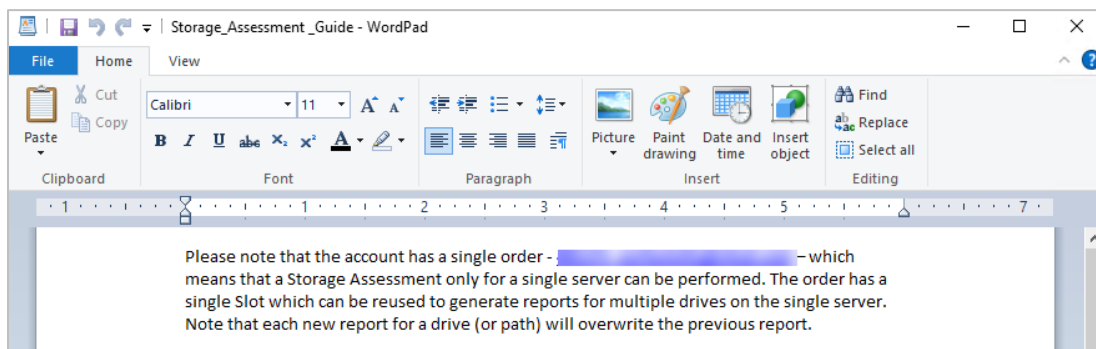 Storage_Assessment _Guide - WordPad
File Home View
Cut
Copy
Paste
Clipboard
Calibri 11 A A
B I U abc X₂ X² A
Font
Paragraph
Picture
Paint drawing
Date and time
Insert object
Insert
Find
Replace
Select all
Editing
1 1 2 3 4 5 7
Please note that the account has a single order - – which
means that a Storage Assessment only for a single server can be performed. The order has a
single Slot which can be reused to generate reports for multiple drives on the single server.
Note that each new report for a drive (or path) will overwrite the previous report.